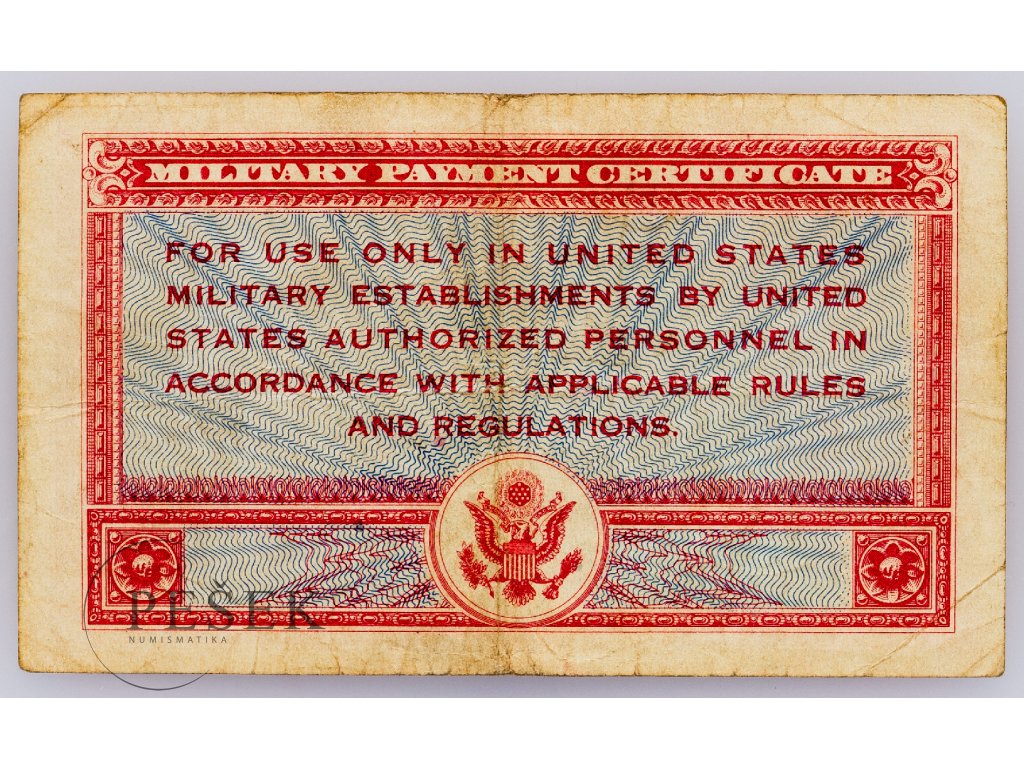 MILITARY PAYMENT CERTIFICATE
FOR USE ONLY IN UNITED STATES
MILITARY ESTABLISHMENTS BY UNITED
STATES AUTHORIZED PERSONNEL IN
ACCORDANCE WITH APPLICABLE RULES
AND REGULATIONS.
PEŠEK
NUMISMATIKA